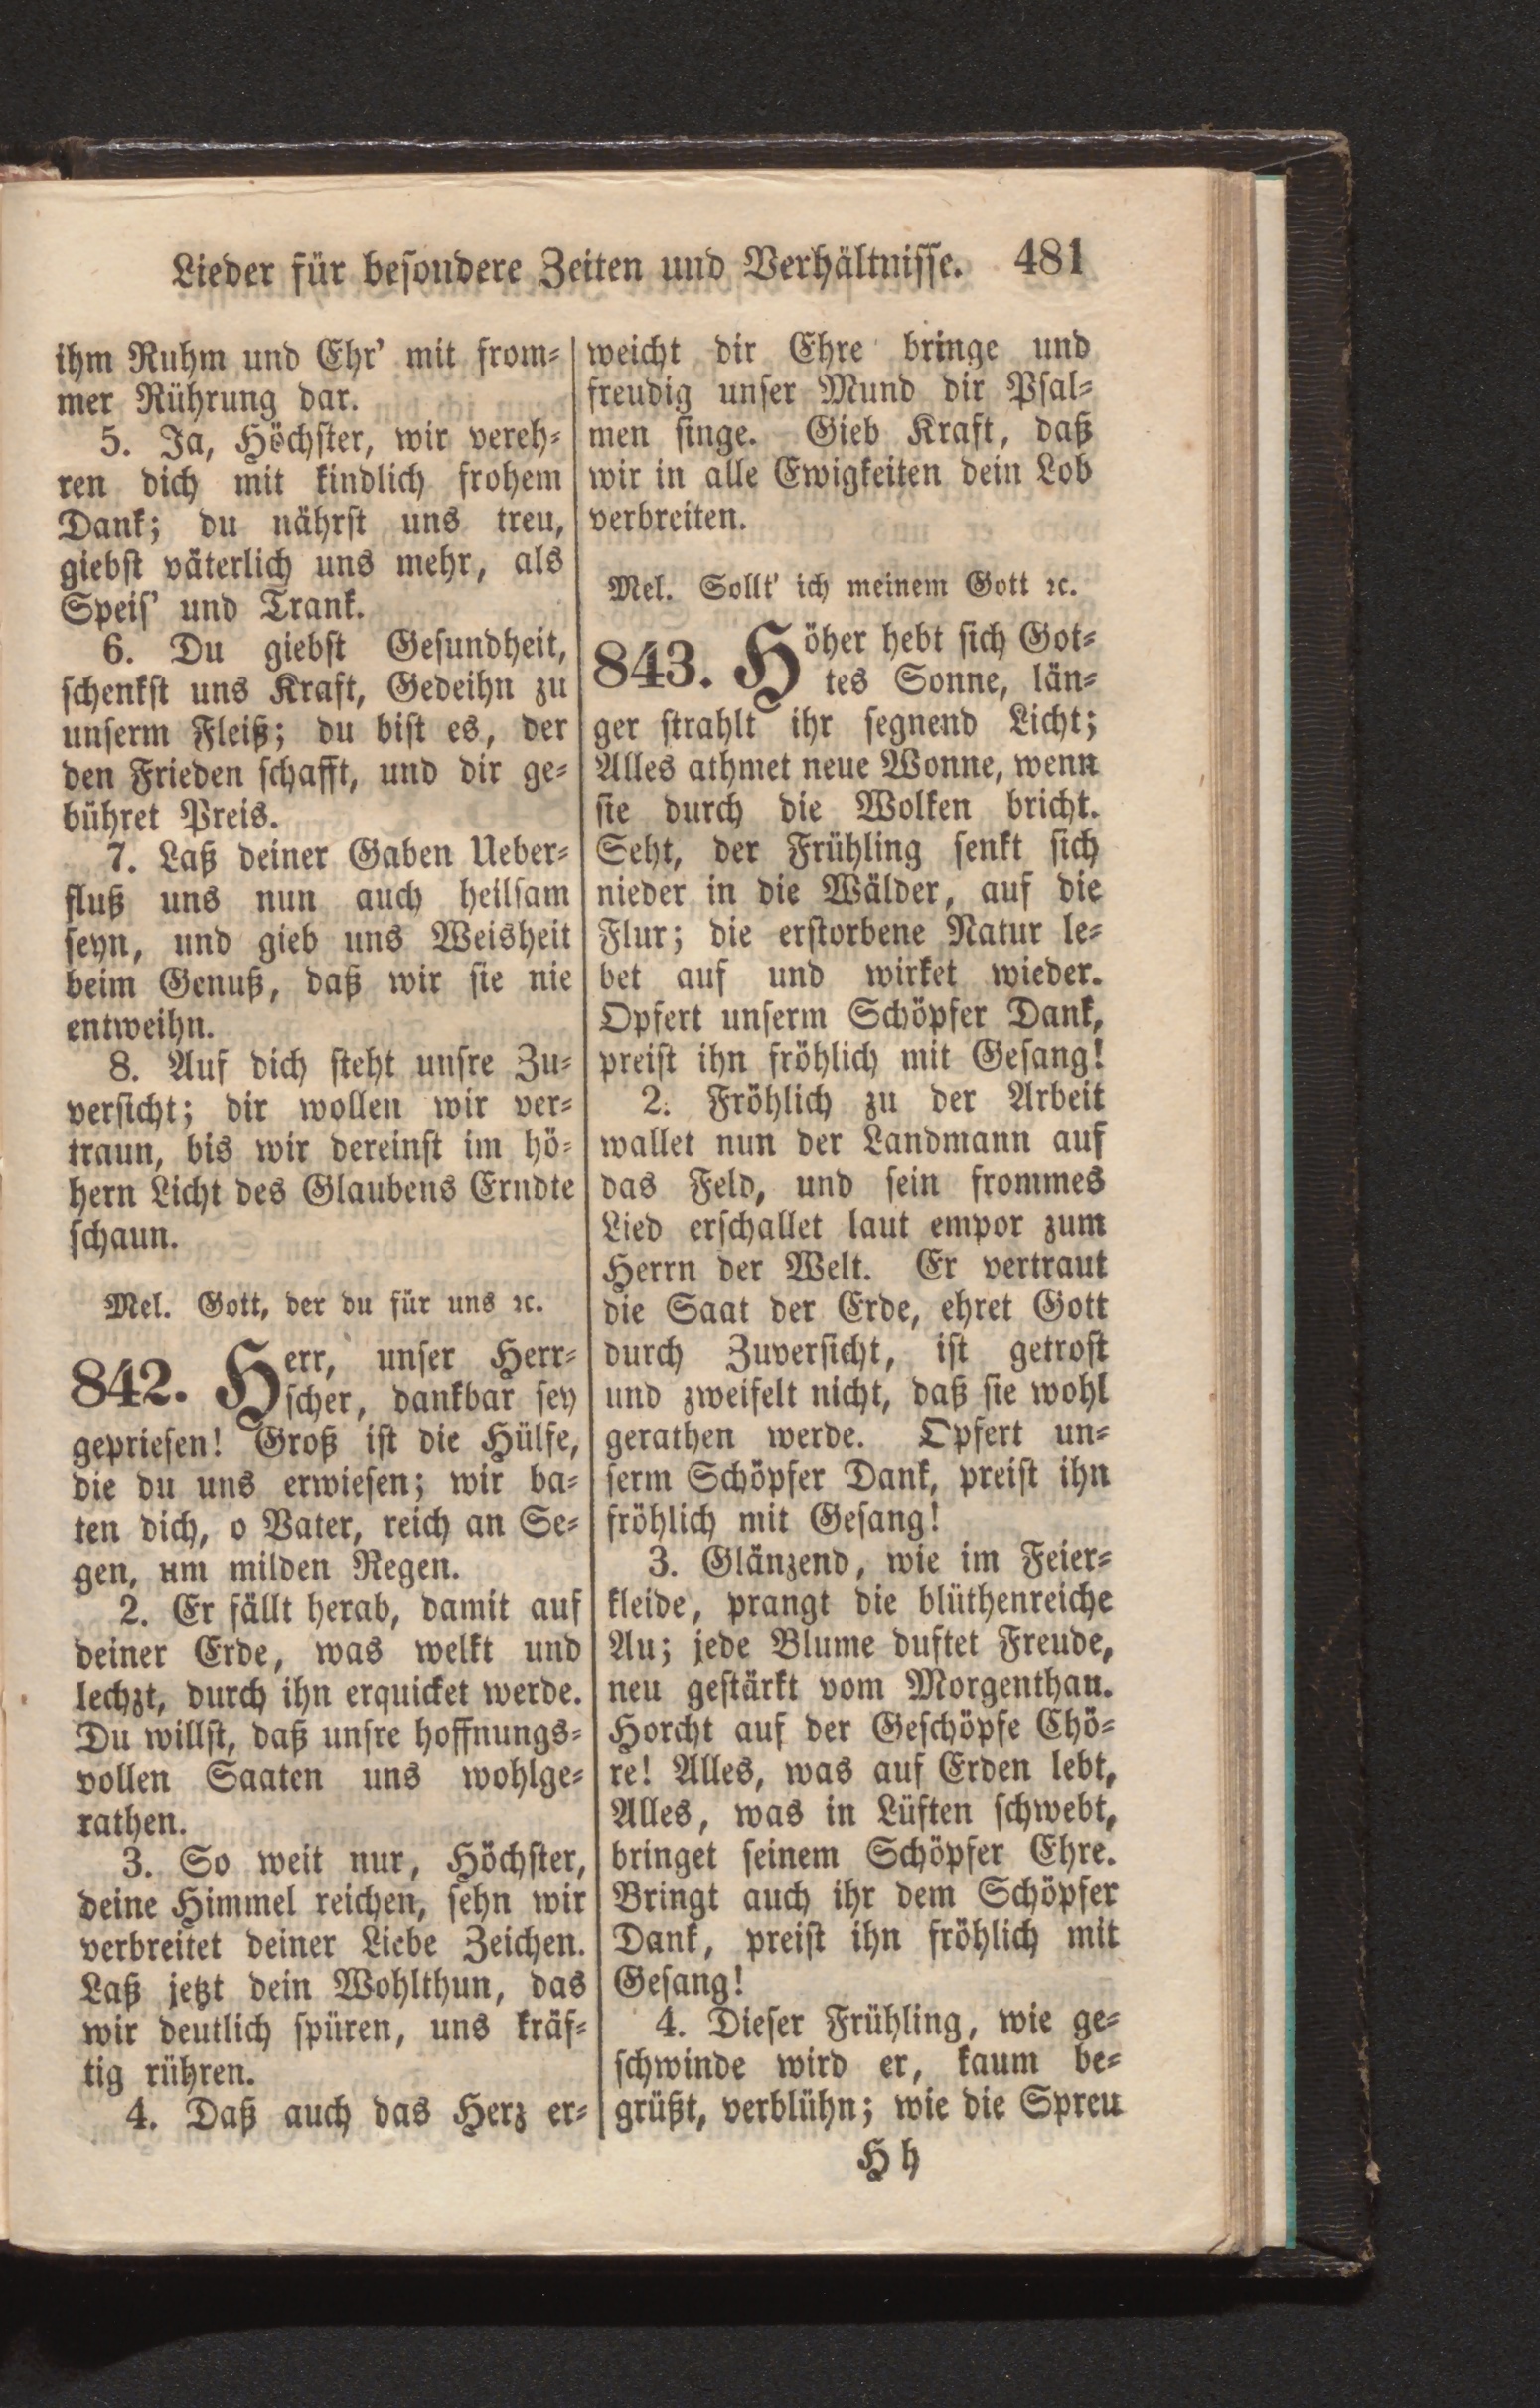 Lieder für besondere Zeiten und Verhältnisse. 481
ihm Ruhm und Ehr' mit from-
mer Rührung dar.
5. Ja, Höchster, wir vereh-
ren dich mit kindlich frohem
Dank; du nährst uns treu,
giebst väterlich uns mehr, als
Speis' und Trank.
6. Du giebst Gesundheit,
schenkst uns Kraft, Gedeihn zu
unserm Fleiß; du bist es, der
den Frieden schafft, und dir ge-
bühret Preis.
7. Laß deiner Gaben Ueber-
fluß uns nun auch heilsam
seyn, und gieb uns Weisheit
beim Genuß, daß wir sie nie
entweihn.
8. Auf dich steht unsre Zu-
versicht; dir wollen wir ver-
traun, bis wir dereinst im hö-
hern Licht des Glaubens Erndte
schaun.
Mel. Gott, der du für uns ꝛc.
842. Herr, unser Herr-
scher, dankbar sey
gepriesen! Groß ist die Hülfe,
die du uns erwiesen; wir ba-
ten dich, o Vater, reich an Se-
gen, um milden Regen.
2. Er fällt herab, damit auf
deiner Erde, was welkt und
lechzt, durch ihn erquicket werde.
Du willst, daß unsre hoffnungs-
vollen Saaten uns wohlge-
rathen.
3. So weit nur, Höchster,
deine Himmel reichen, sehn wir
verbreitet deiner Liebe Zeichen.
Laß jetzt dein Wohlthun, das
wir deutlich spüren, uns kräf-
tig rühren.
4. Daß auch das Herz er-
weicht dir Ehre bringe und
freudig unser Mund dir Psal-
men singe. Gieb Kraft, daß
wir in alle Ewigkeiten dein Lob
verbreiten.
Mel. Sollt' ich meinem Gott ꝛc.
843. Höher hebt sich Got-
tes Sonne, län-
ger strahlt ihr segnend Licht;
Alles athmet neue Wonne, wenn
sie durch die Wolken bricht.
Seht, der Frühling senkt sich
nieder in die Wälder, auf die
Flur; die erstorbene Natur le-
bet auf und wirket wieder.
Opfert unserm Schöpfer Dank,
preist ihn fröhlich mit Gesang!
2. Fröhlich zu der Arbeit
wallet nun der Landmann auf
das Feld, und sein frommes
Lied erschallet laut empor zum
Herrn der Welt. Er vertraut
die Saat der Erde, ehret Gott
durch Zuversicht, ist getrost
und zweifelt nicht, daß sie wohl
gerathen werde. Opfert un-
serm Schöpfer Dank, preist ihn
fröhlich mit Gesang!
3. Glänzend, wie im Feier-
kleide, prangt die blüthenreiche
Au; jede Blume duftet Freude,
neu gestärkt vom Morgenthau.
Horcht auf der Geschöpfe Chö-
re! Alles, was auf Erden lebt,
Alles, was in Lüften schwebt,
bringet seinem Schöpfer Ehre.
Bringt auch ihr dem Schöpfer
Dank, preist ihn fröhlich mit
Gesang!
4. Dieser Frühling, wie ge-
schwinde wird er, kaum be-
grüßt, verblühn; wie die Spreu
H h